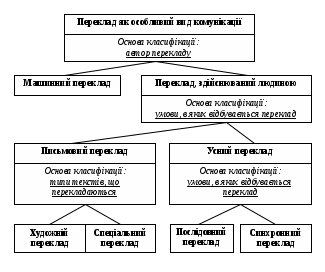 Переклад як особливий вид комунікації
Основа класифікації:
автор перекладу
Машинний переклад
Переклад, здійснюваний людиною
Основа класифікації:
умови, в яких відбувається переклад
Письмовий переклад
Основа класифікації:
типи текстів, що
перекладаються
Усний переклад
Основа класифікації:
умови, в яких відбувається
переклад
Художній
переклад
Спеціальний
переклад
Послідовний
переклад
Синхронний
переклад